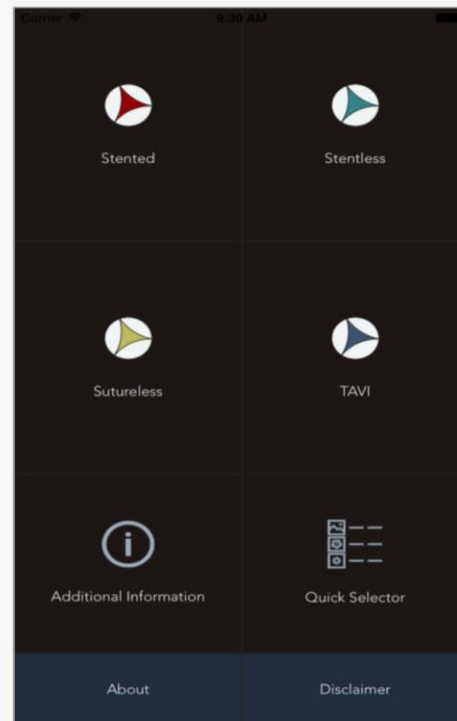 Carrier 9:30 AM
Stented Stentless
Sutureless TAVI
Additional Information Quick Selector
About Disclaimer